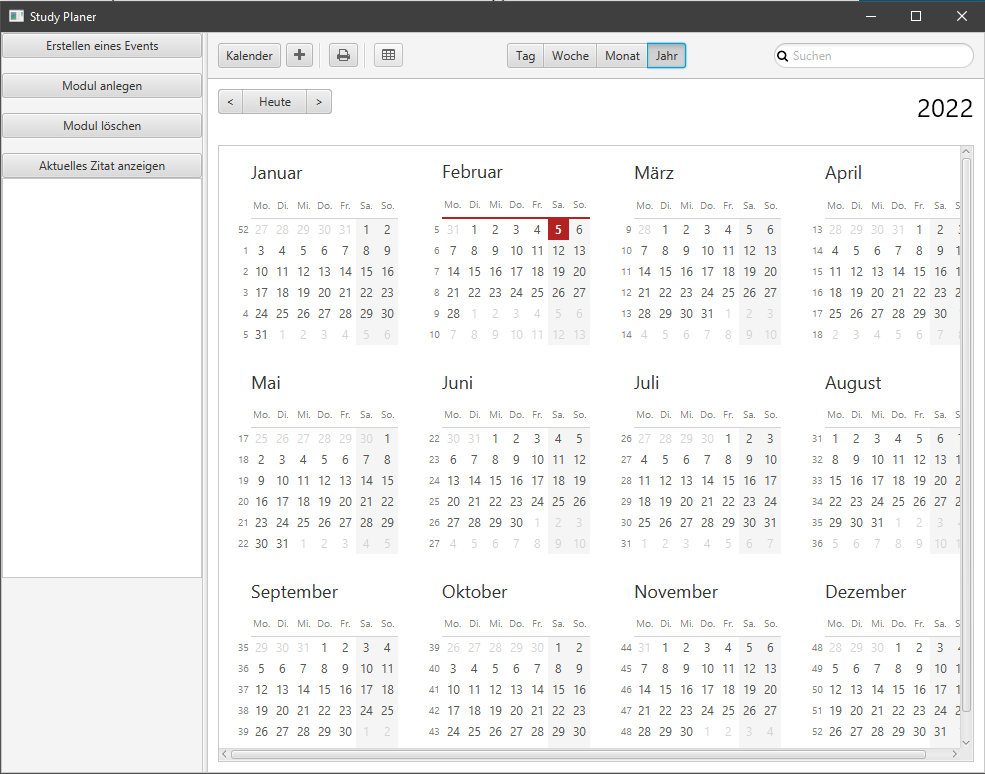 Study Planer
Erstellen eines Events
Modul anlegen
Modul löschen
Aktuelles Zitat anzeigen
Kalender
Tag Woche Monat Jahr
Suchen
< Heute >
2022
Januar
Mo. Di. Mi. Do. Fr. Sa. So.
52 27 28 29 30 31 1 2
1 3 4 5 6 7 8 9
2 10 11 12 13 14 15 16
3 17 18 19 20 21 22 23
4 24 25 26 27 28 29 30
5 31 1 2 3 4 5 6
Februar
Mo. Di. Mi. Do. Fr. Sa. So.
5 31 1 2 3 4 5 6
6 7 8 9 10 11 12 13
7 14 15 16 17 18 19 20
8 21 22 23 24 25 26 27
9 28 1 2 3 4 5 6
10 7 8 9 10 11 12 13
März
Mo. Di. Mi. Do. Fr. Sa. So.
9 28 1 2 3 4 5 6
10 7 8 9 10 11 12 13
11 14 15 16 17 18 19 20
12 21 22 23 24 25 26 27
13 28 29 30 31 1 2 3
14 4 5 6 7 8 9 10
April
Mo. Di. Mi. Do. Fr. Sa.
13 28 29 30 31 1 2
14 4 5 6 7 8 9
15 11 12 13 14 15 16
16 18 19 20 21 22 23
17 25 26 27 28 29 30
18 2 3 4 5 6 7
Mai
Mo. Di. Mi. Do. Fr. Sa. So.
17 25 26 27 28 29 30 1
18 2 3 4 5 6 7 8
19 9 10 11 12 13 14 15
20 16 17 18 19 20 21 22
21 23 24 25 26 27 28 29
22 30 31 1 2 3 4 5
Juni
Mo. Di. Mi. Do. Fr. Sa. So.
22 30 31 1 2 3 4 5
23 6 7 8 9 10 11 12
24 13 14 15 16 17 18 19
25 20 21 22 23 24 25 26
26 27 28 29 30 1 2 3
27 4 5 6 7 8 9 10
Juli
Mo. Di. Mi. Do. Fr. Sa. So.
26 27 28 29 30 1 2 3
27 4 5 6 7 8 9 10
28 11 12 13 14 15 16 17
29 18 19 20 21 22 23 24
30 25 26 27 28 29 30 31
31 1 2 3 4 5 6 7
August
Mo. Di. Mi. Do. Fr. Sa.
31 1 2 3 4 5 6
32 8 9 10 11 12 13
33 15 16 17 18 19 20
34 22 23 24 25 26 27
35 29 30 31 1 2 3
36 5 6 7 8 9 10
September
Mo. Di. Mi. Do. Fr. Sa. So.
35 29 30 31 1 2 3 4
36 5 6 7 8 9 10 11
37 12 13 14 15 16 17 18
38 19 20 21 22 23 24 25
39 26 27 28 29 30 1 2
Oktober
Mo. Di. Mi. Do. Fr. Sa. So.
39 26 27 28 29 30 1 2
40 3 4 5 6 7 8 9
41 10 11 12 13 14 15 16
42 17 18 19 20 21 22 23
43 24 25 26 27 28 29 30
November
Mo. Di. Mi. Do. Fr. Sa. So.
44 31 1 2 3 4 5 6
45 7 8 9 10 11 12 13
46 14 15 16 17 18 19 20
47 21 22 23 24 25 26 27
48 28 29 30 1 2 3 4
Dezember
Mo. Di. Mi. Do. Fr. Sa.
48 28 29 30 1 2 3
49 5 6 7 8 9 10
50 12 13 14 15 16 17
51 19 20 21 22 23 24
52 26 27 28 29 30 31